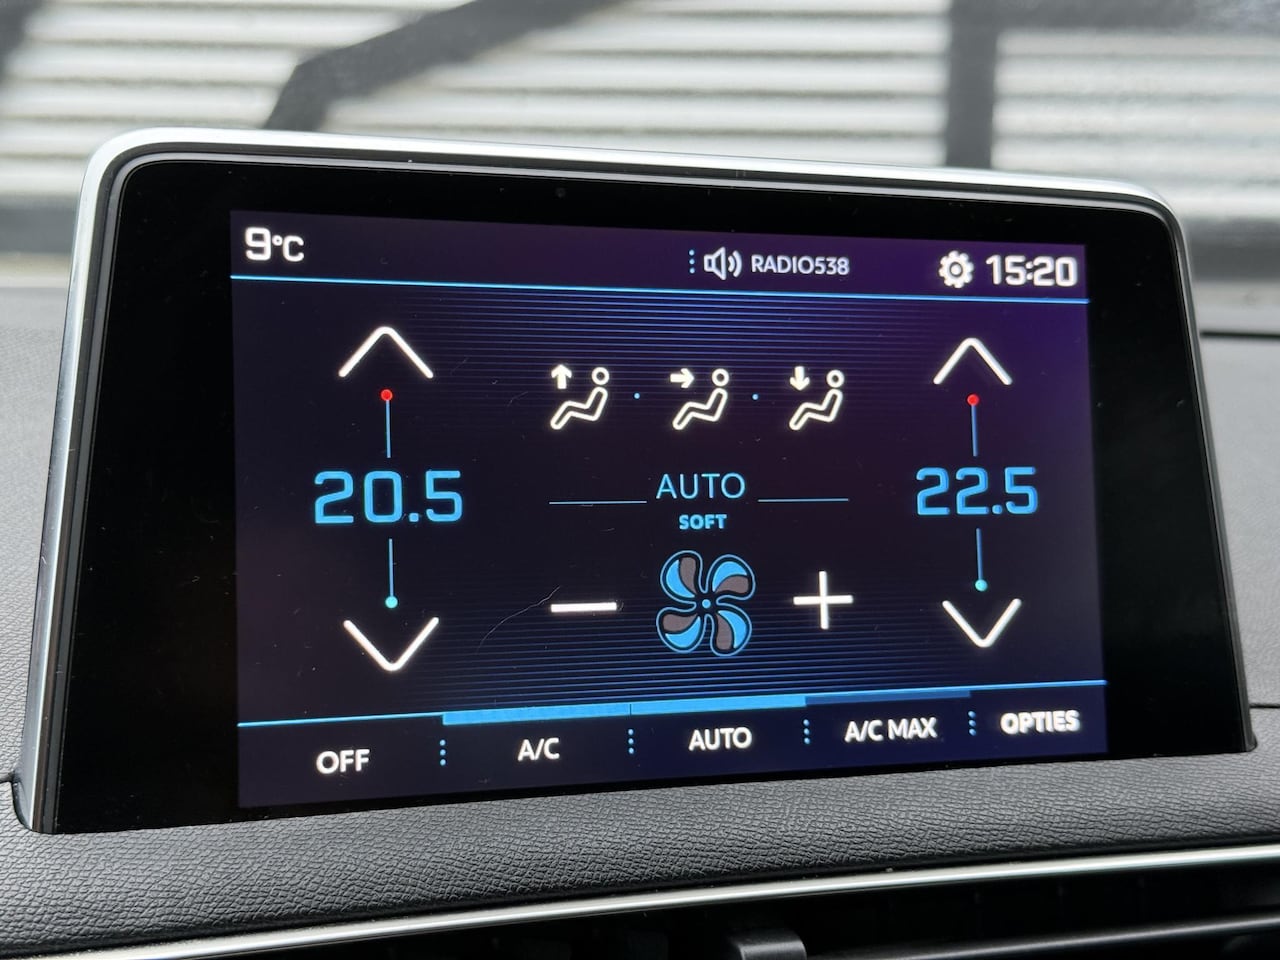 9°C RADIO538 15:20
20.5 AUTO 22.5
SOFT
OFF A/C AUTO A/C MAX OPTIES